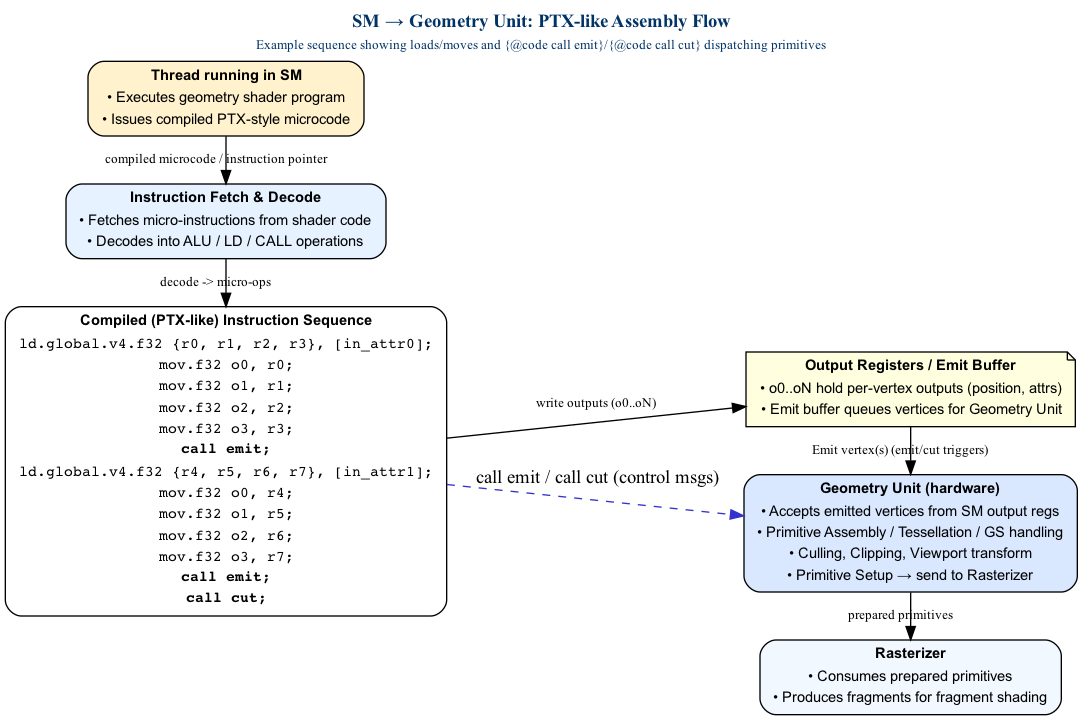 SM → Geometry Unit: PTX-like Assembly Flow
Example sequence showing loads/moves and {@code call emit}/{@code call cut} dispatching primitives
Thread running in SM
• Executes geometry shader program
• Issues compiled PTX-style microcode
compiled microcode / instruction pointer
Instruction Fetch & Decode
• Fetches micro-instructions from shader code
• Decodes into ALU / LD / CALL operations
decode -> micro-ops
Compiled (PTX-like) Instruction Sequence
ld.global.v4.f32 {r0, r1, r2, r3}, [in_attr0];
mov.f32 o0, r0;
mov.f32 o1, r1;
mov.f32 o2, r2;
mov.f32 o3, r3;
call emit;
ld.global.v4.f32 {r4, r5, r6, r7}, [in_attr1];
mov.f32 o0, r4;
mov.f32 o1, r5;
mov.f32 o2, r6;
mov.f32 o3, r7;
call emit;
call cut;
write outputs (o0..oN)
call emit / call cut (control msgs)
Output Registers / Emit Buffer
• o0..oN hold per-vertex outputs (position, attrs)
• Emit buffer queues vertices for Geometry Unit
Emit vertex(s) (emit/cut triggers)
Geometry Unit (hardware)
• Accepts emitted vertices from SM output regs
• Primitive Assembly / Tessellation / GS handling
• Culling, Clipping, Viewport transform
• Primitive Setup → send to Rasterizer
prepared primitives
Rasterizer
• Consumes prepared primitives
• Produces fragments for fragment shading